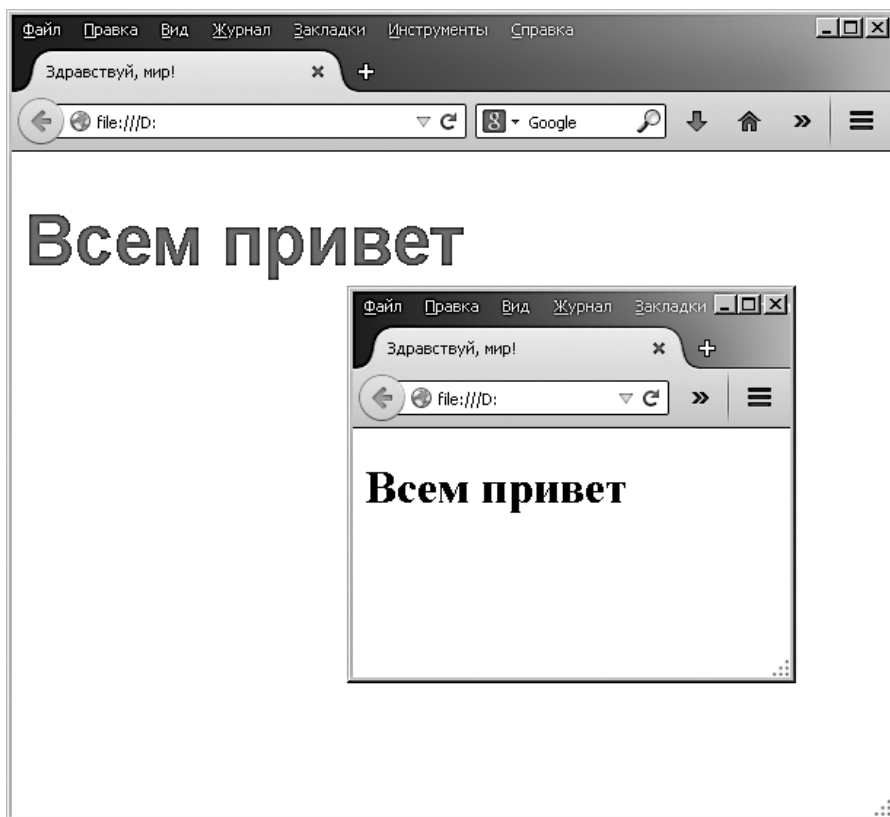 Файл Правка Вид Журнал Закладки Инструменты Справка
Здравствуй, мир!
file:///D: 8 Google
Всем привет
Файл Правка Вид Журнал Закладки
Здравствуй, мир!
file:///D:
Всем привет